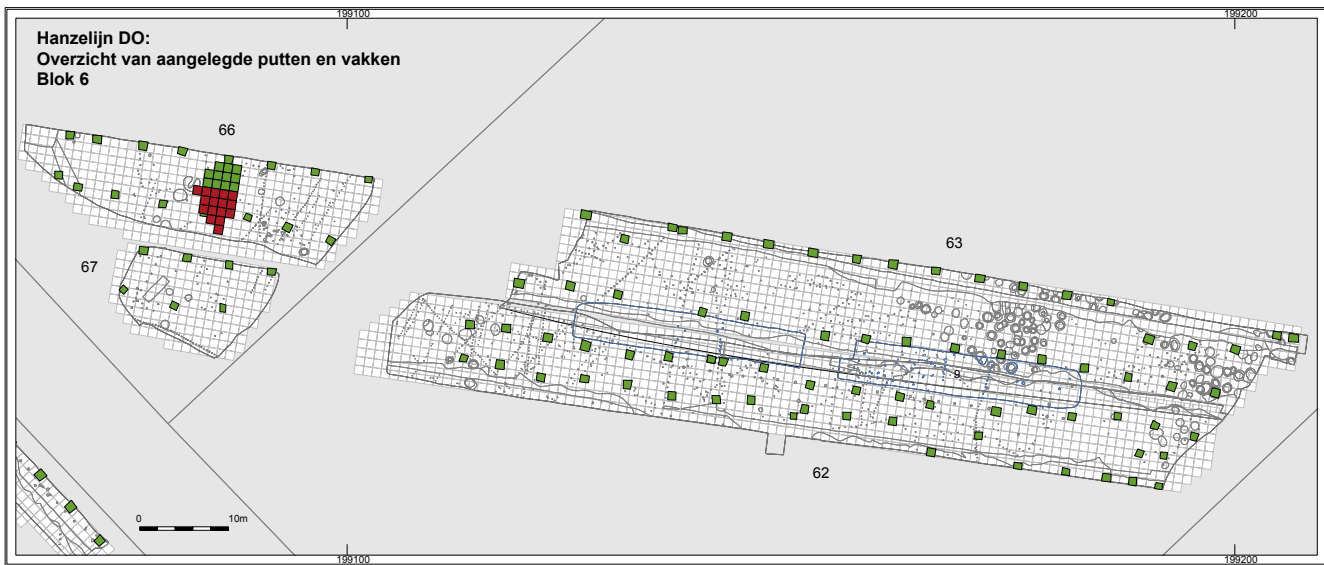 199100
199200
Hanzelijn DO:
Overzicht van aangelegde putten en vakken
Blok 6
66
63
67
9
62
0 10m
199100
199200